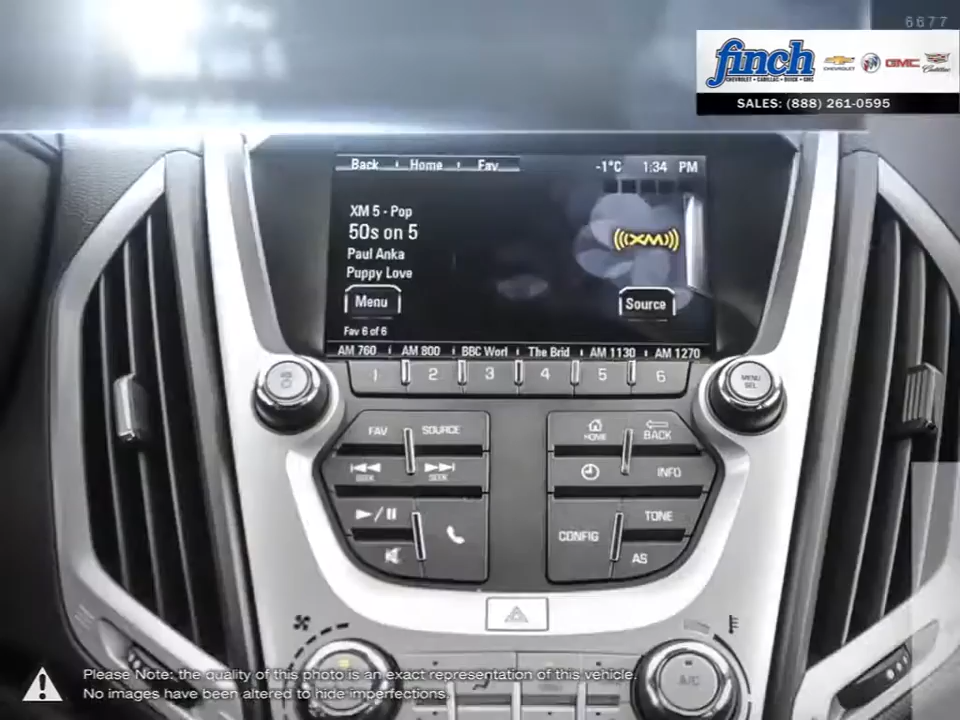 6677
finch
CHEVROLET • CADILLAC • BUICK • GMC
CHEVROLET GMC Cadillac
SALES: (888) 261-0595
Back Home Fav -1°C 1:34 PM
XM 5 - Pop
50s on 5
((XM))
Paul Anka
Puppy Love
Menu Source
Fav 6 of 6
AM 760 AM 800 BBC Worl The Brid AM 1130 AM 1270
1 2 3 4 5 6
MENU
SEL
FAV SOURCE HOME BACK
SEEK SEEK INFO
TONE
CONFIG
AS
A/C
Please Note: the quality of this photo is an exact representation of this vehicle.
No images have been altered to hide imperfections.